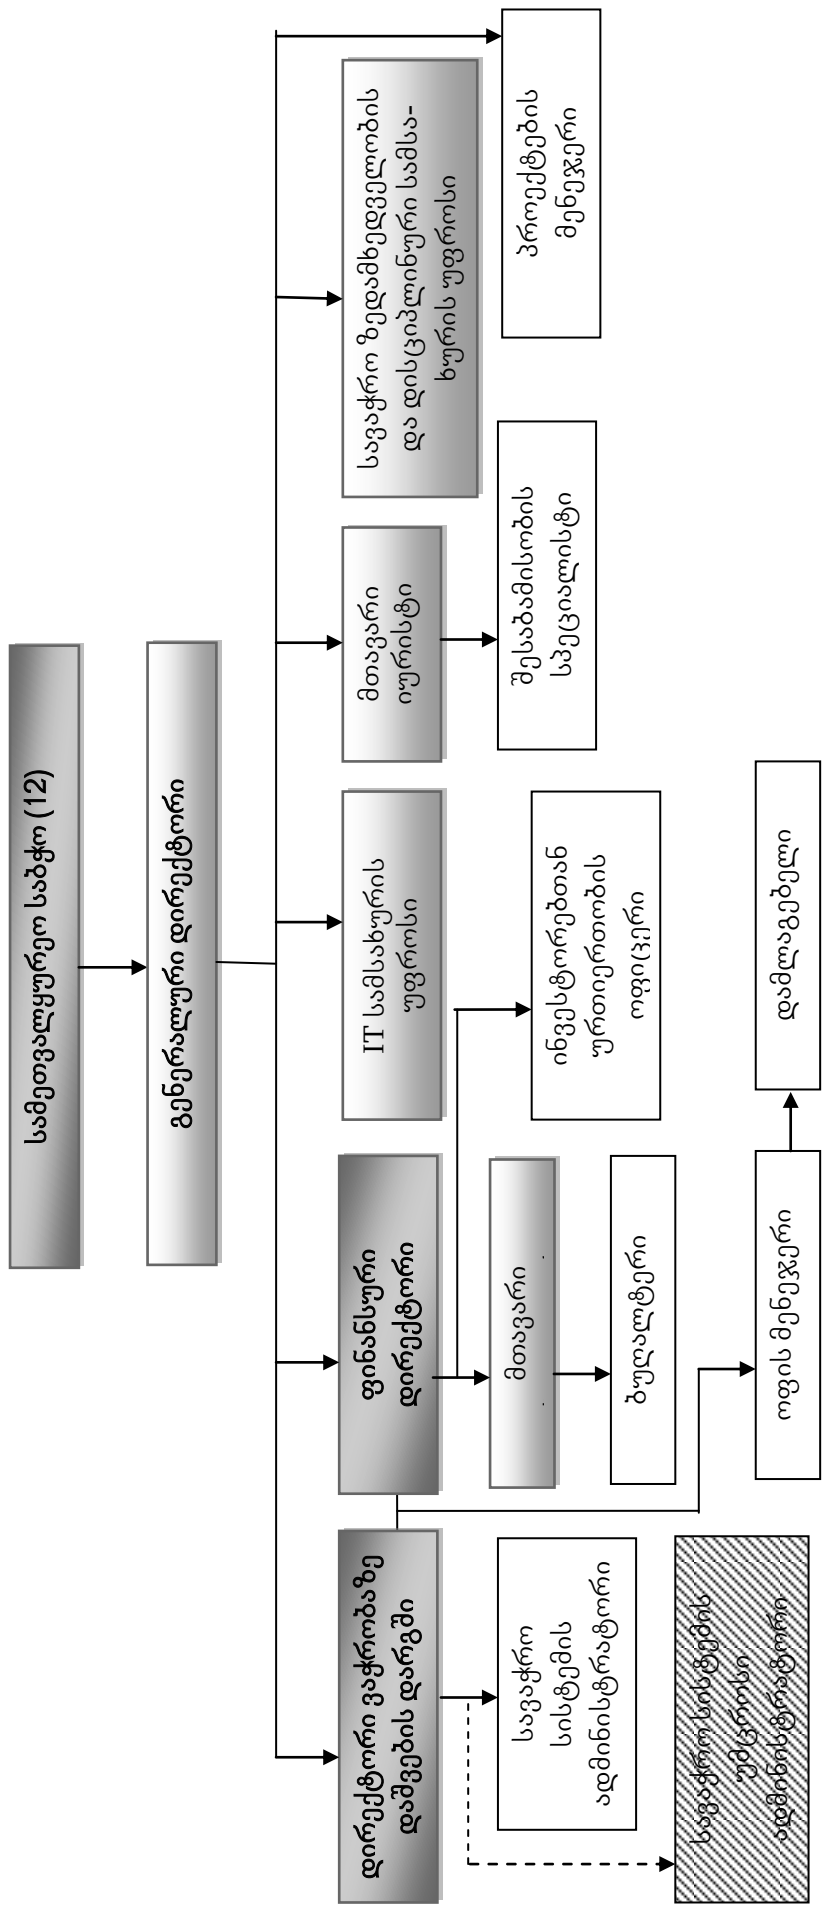 სამეთვალყურეო საბჭო (12)
გენერალური დირექტორი
დირექტორი ვაჭრობაზე
დაშვების დარგში
ფინანსური
დირექტორი
IT სამსახურის
უფროსი
მთავარი
იურისტი
სავაჭრო ზედამხედველობის
და დისციპლინური სამსა-
ხურის უფროსი
სავაჭრო
სისტემის
ადმინისტრატორი
მთავარი
ინვესტორებთან
ურთიერთობის
ოფიცერი
შესაბამისობის
სპეციალისტი
პროექტების
მენეჯერი
ბუღალტერი
სავაჭრო სისტემის
უმცროსი
ადმინისტრატორი
ოფის მენეჯერი
დამლაგებელი